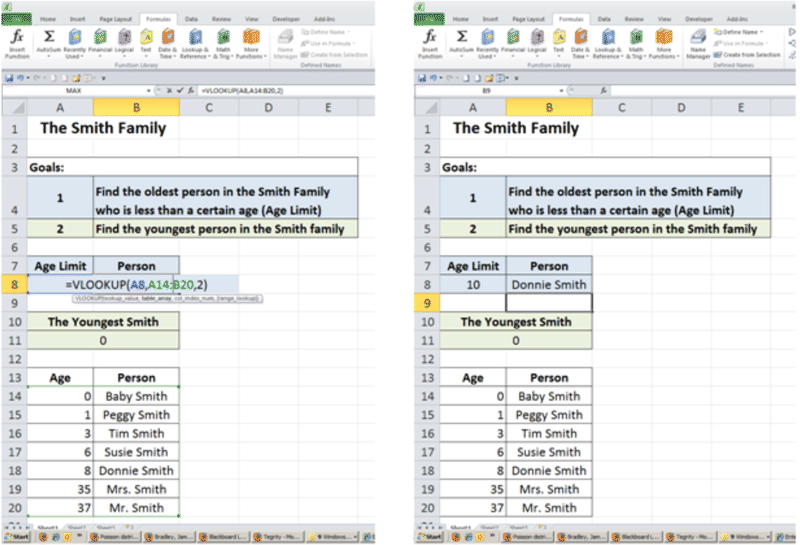 Home Insert Page Layout Formulas Data Review View Developer Add-Ins
Insert Function
AutoSum
Recently Used
Financial
Logical
Text
Date & Time
Lookup & Reference
Math & Trig
More Functions
Name Manager
Define Name
Use in Formula
Create from Selection
Function Library Defined Names
MAX =VLOOKUP(A8,A14:B20,2)
A B C D E
1 The Smith Family
2
3 Goals:
4 1 Find the oldest person in the Smith Family
who is less than a certain age (Age Limit)
5 2 Find the youngest person in the Smith family
6
7 Age Limit Person
8 =VLOOKUP(A8,A14:B20,2)
VLOOKUP(lookup_value, table_array, col_index_num, [range_lookup])
9
10 The Youngest Smith
11 0
12
13 Age Person
14 0 Baby Smith
15 1 Peggy Smith
16 3 Tim Smith
17 6 Susie Smith
18 8 Donnie Smith
19 35 Mrs. Smith
20 37 Mr. Smith
Sheet1
Start Poisson distri... Bradley, Jam... Blackboard L... Tegrity - Mo... 9 Windows...
Home Insert Page Layout Formulas Data Review View Developer Add-Ins
Insert Function
AutoSum
Recently Used
Financial
Logical
Text
Date & Time
Lookup & Reference
Math & Trig
More Functions
Name Manager
Define Name
Use in Formula
Create from Selection
Function Library Defined Names
B9
A B C D E
1 The Smith Family
2
3 Goals:
4 1 Find the oldest person in the Smith Family
who is less than a certain age (Age Limit)
5 2 Find the youngest person in the Smith family
6
7 Age Limit Person
8 10 Donnie Smith
9
10 The Youngest Smith
11 0
12
13 Age Person
14 0 Baby Smith
15 1 Peggy Smith
16 3 Tim Smith
17 6 Susie Smith
18 8 Donnie Smith
19 35 Mrs. Smith
20 37 Mr. Smith
Sheet1
Start Poisson distri... Bradley, Jam... Blackboard L... Tegrity - Mo... 9 Windows...